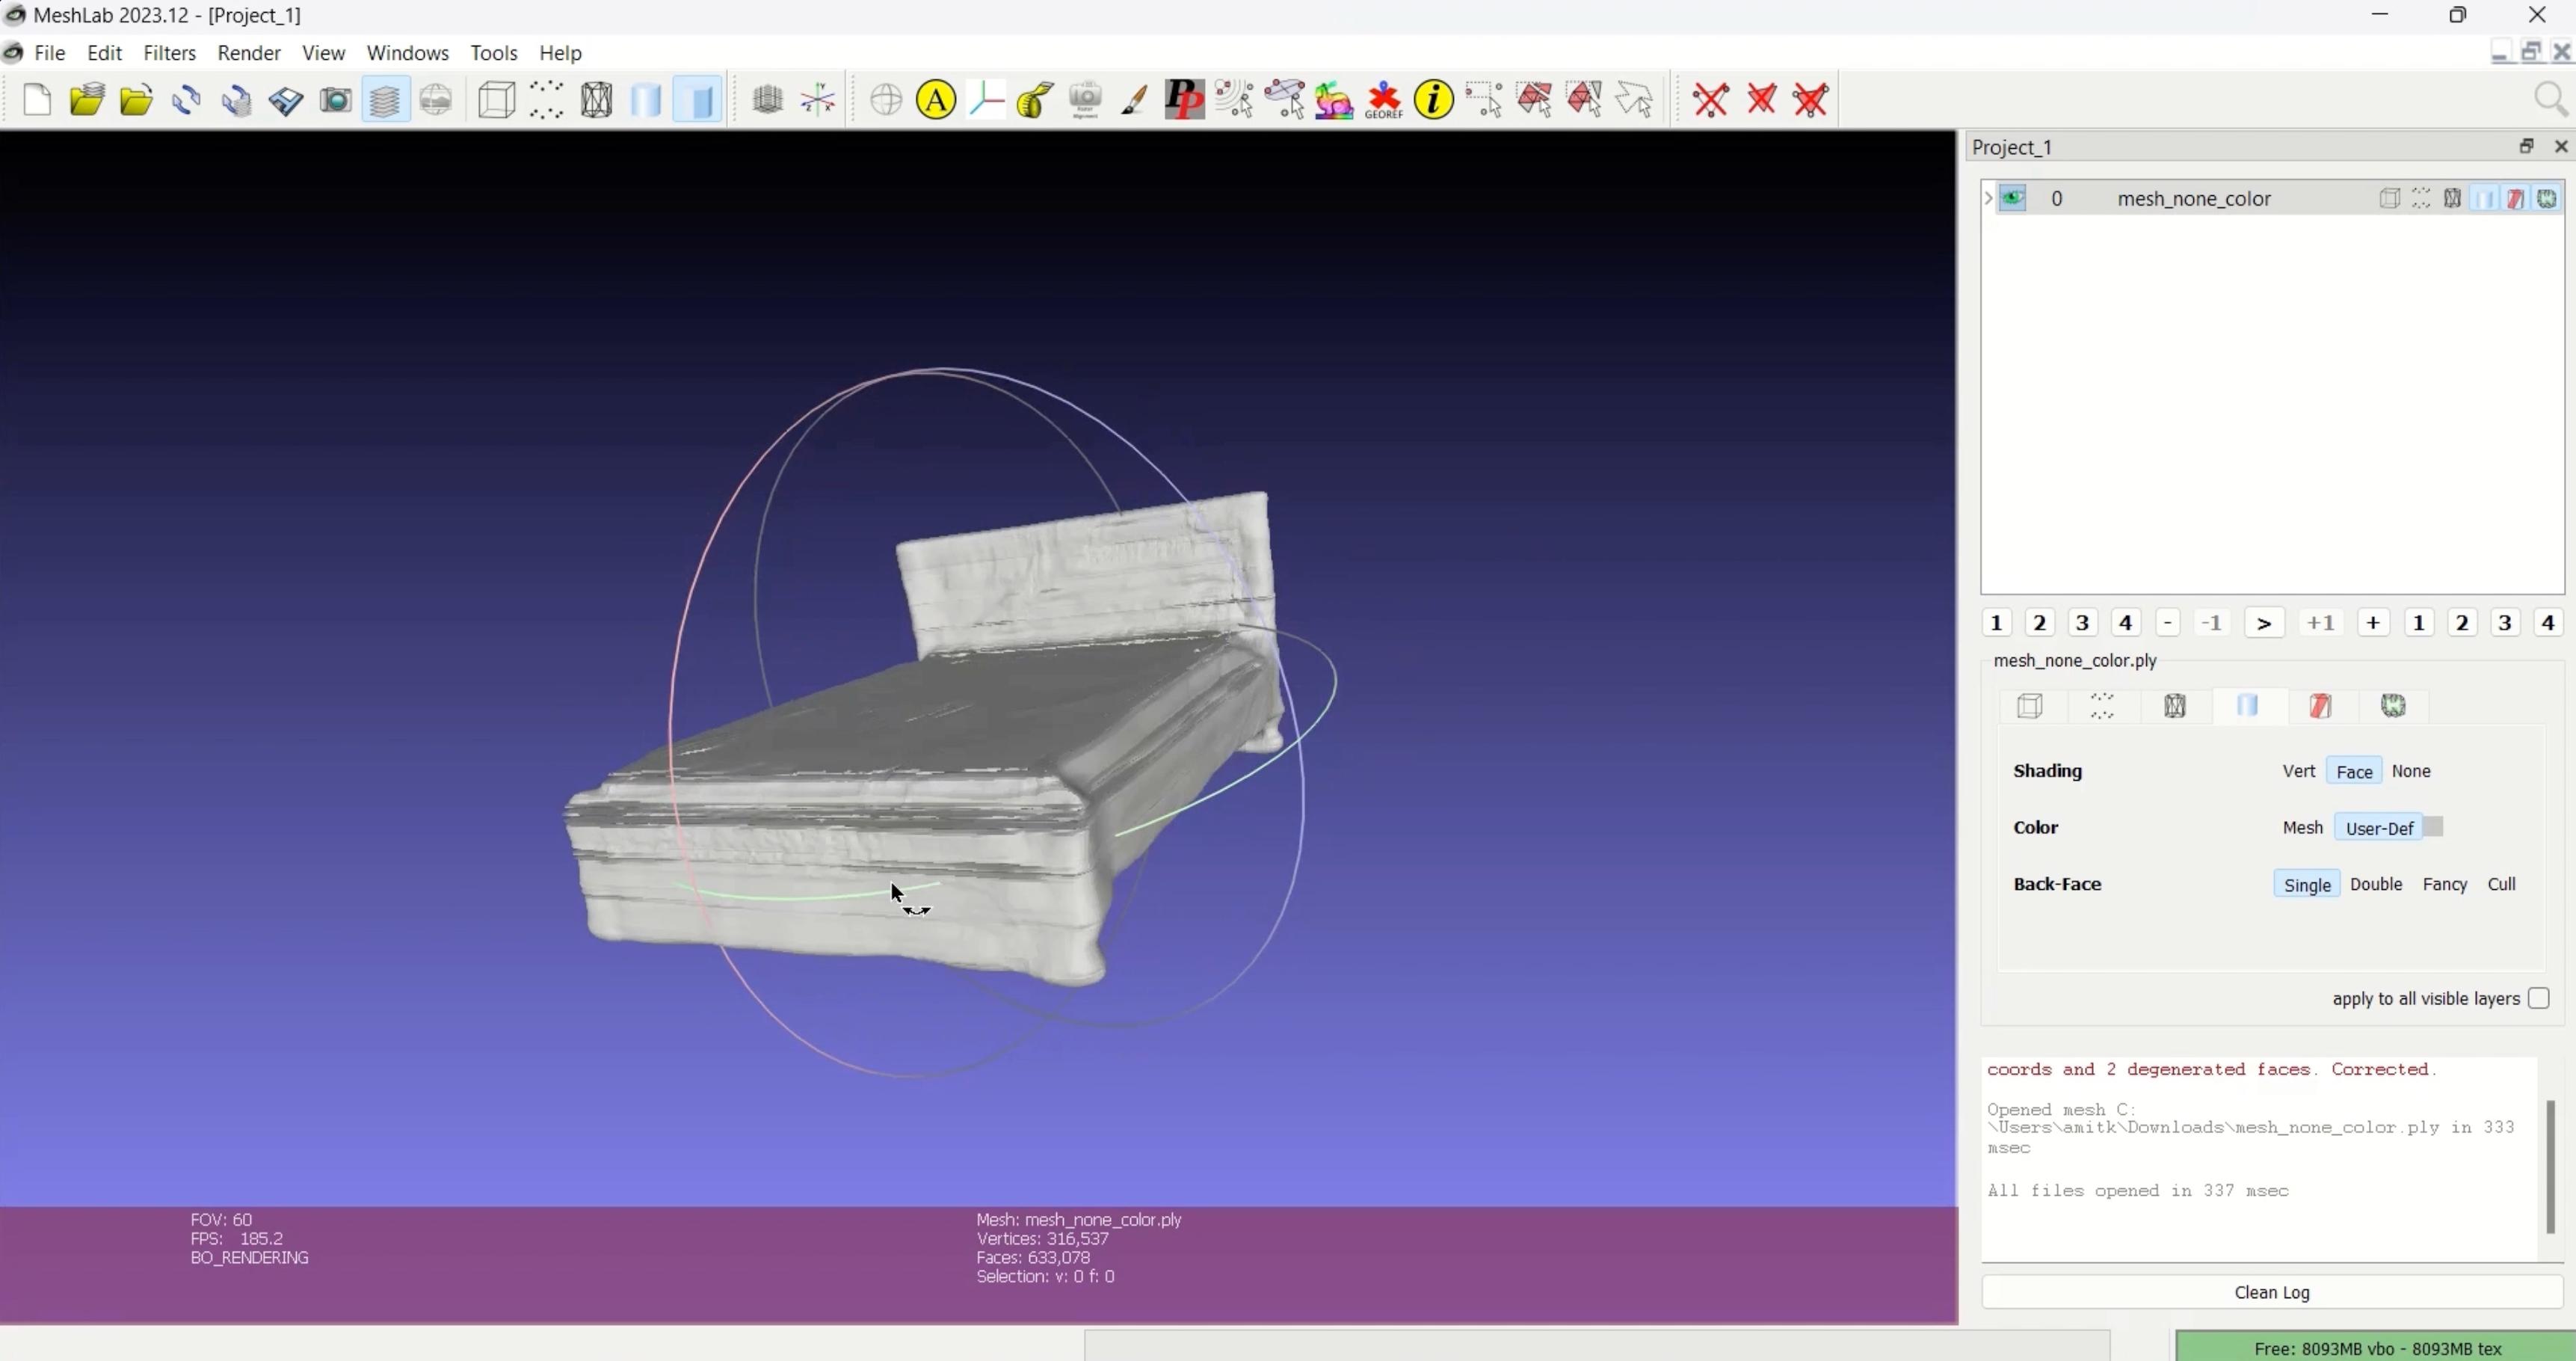 MeshLab 2023.12 - [Project_1]
File Edit Filters Render View Windows Tools Help
A PP GEOREF i
Project_1
0 mesh_none_color
1 2 3 4 - -1 > +1 + 1 2 3 4
mesh_none_color.ply
Shading Vert Face None
Color Mesh User-Def
Back-Face Single Double Fancy Cull
apply to all visible layers
coords and 2 degenerated faces. Corrected.
Opened mesh C:
\Users\amitk\Downloads\mesh_none_color.ply in 333
msec
All files opened in 337 msec
Clean Log
FOV: 60
FPS: 185.2
BO_RENDERING
Mesh: mesh_none_color.ply
Vertices: 316,537
Faces: 633,078
Selection: v: 0 f: 0
Free: 8093MB vbo - 8093MB tex